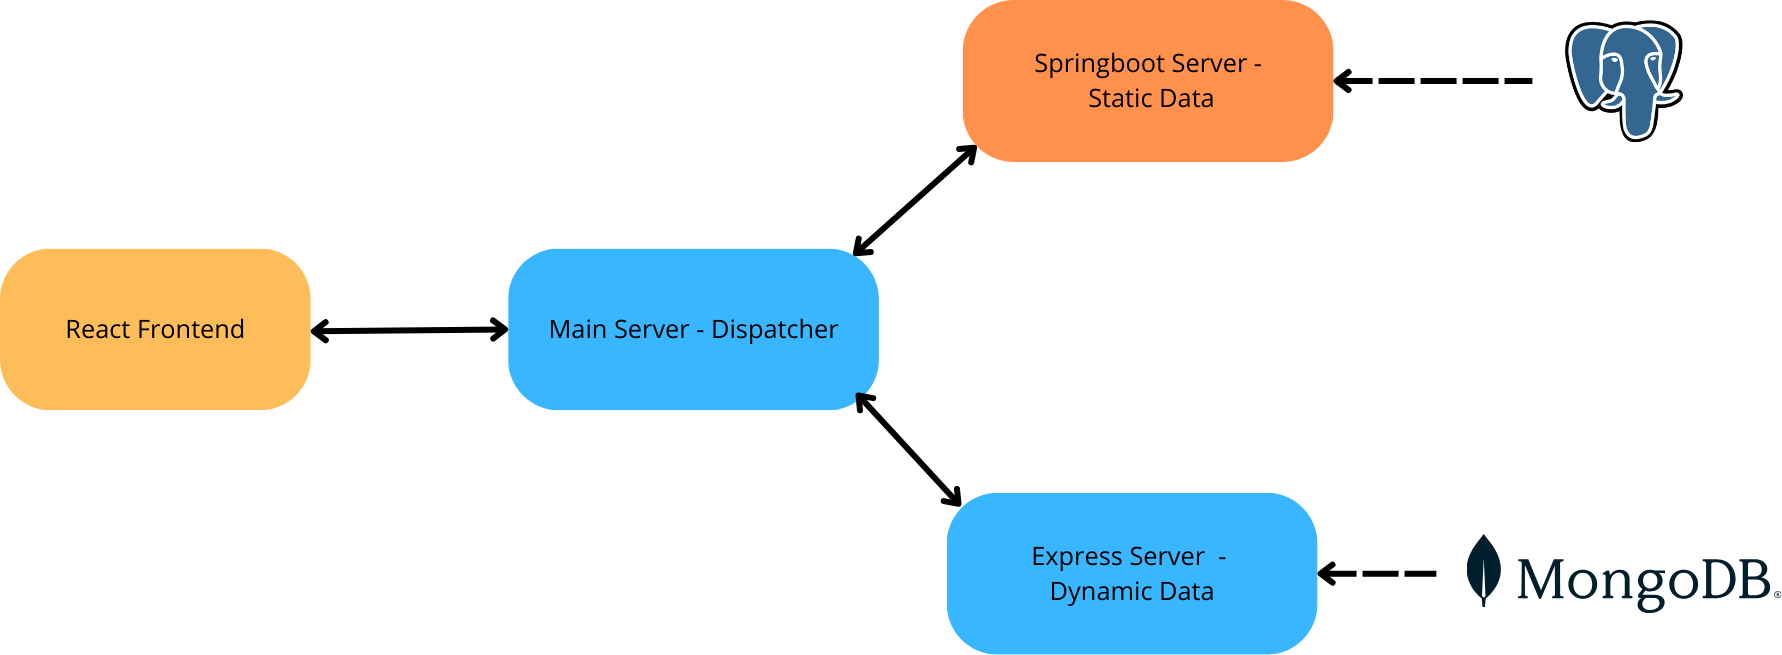 Springboot Server -
Static Data
React Frontend
Main Server - Dispatcher
Express Server  -
Dynamic Data
MongoDB®